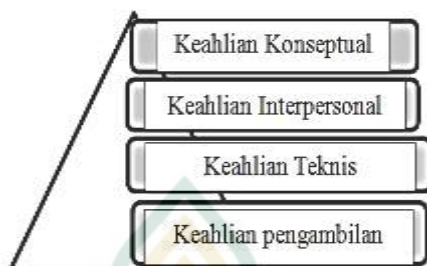 Keahlian Konseptual
Keahlian Interpersonal
Keahlian Teknis
Keahlian pengambilan